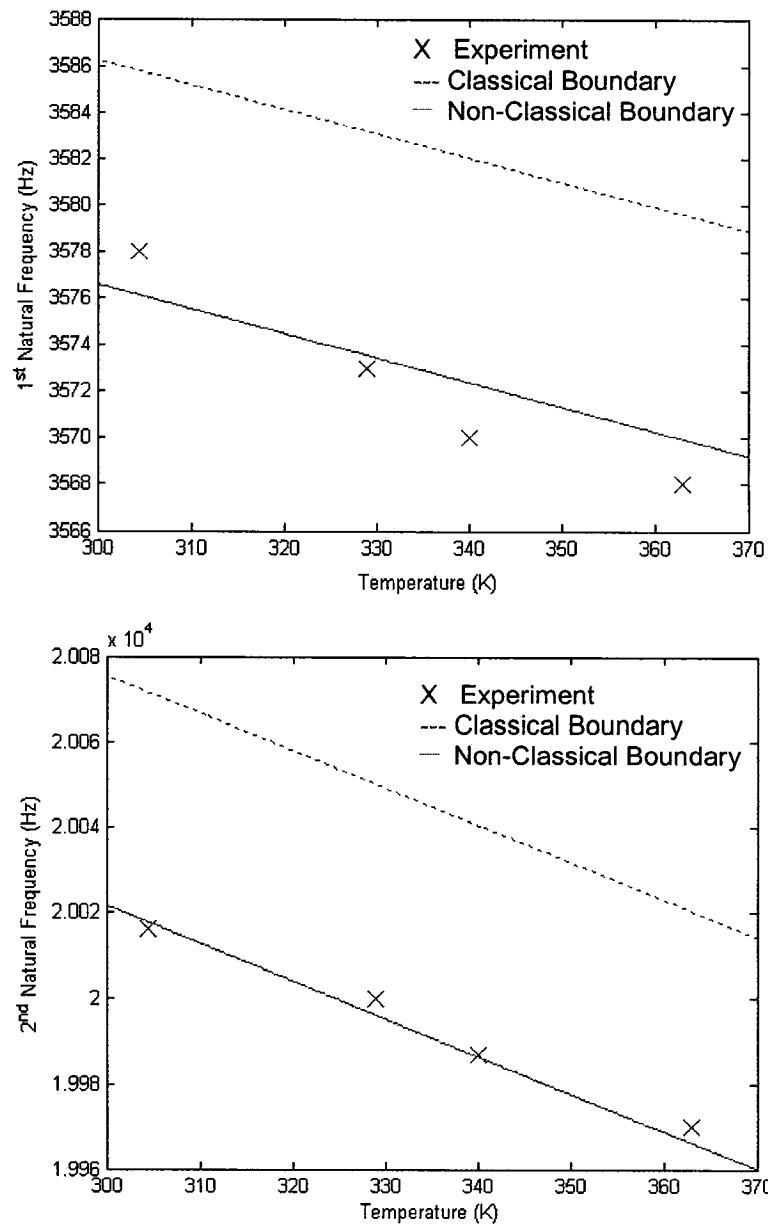 3588
3586
3584
3582
3580
3578
3576
3574
3572
3570
3568
3566
1st Natural Frequency (Hz)
X Experiment
--- Classical Boundary
— Non-Classical Boundary
300 310 320 330 340 350 360 370
Temperature (K)
x 10^4
2.008
2.006
2.004
2.002
2
1.998
1.996
2nd Natural Frequency (Hz)
X Experiment
--- Classical Boundary
— Non-Classical Boundary
300 310 320 330 340 350 360 370
Temperature (K)